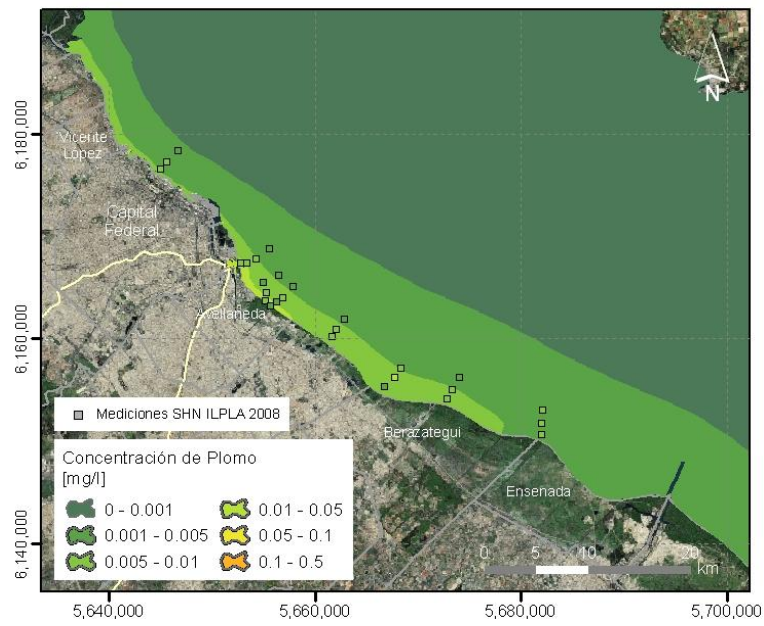 N
6,180,000
6,160,000
6,140,000
Vicente
López
Capital
Federal
Avellaneda
Berazategui
Ensenada
Mediciones SHN ILPLA 2008
Concentración de Plomo
[mg/l]
0 - 0.001
0.001 - 0.005
0.005 - 0.01
0.01 - 0.05
0.05 - 0.1
0.1 - 0.5
0 5 10 20
km
5,640,000 5,660,000 5,680,000 5,700,000